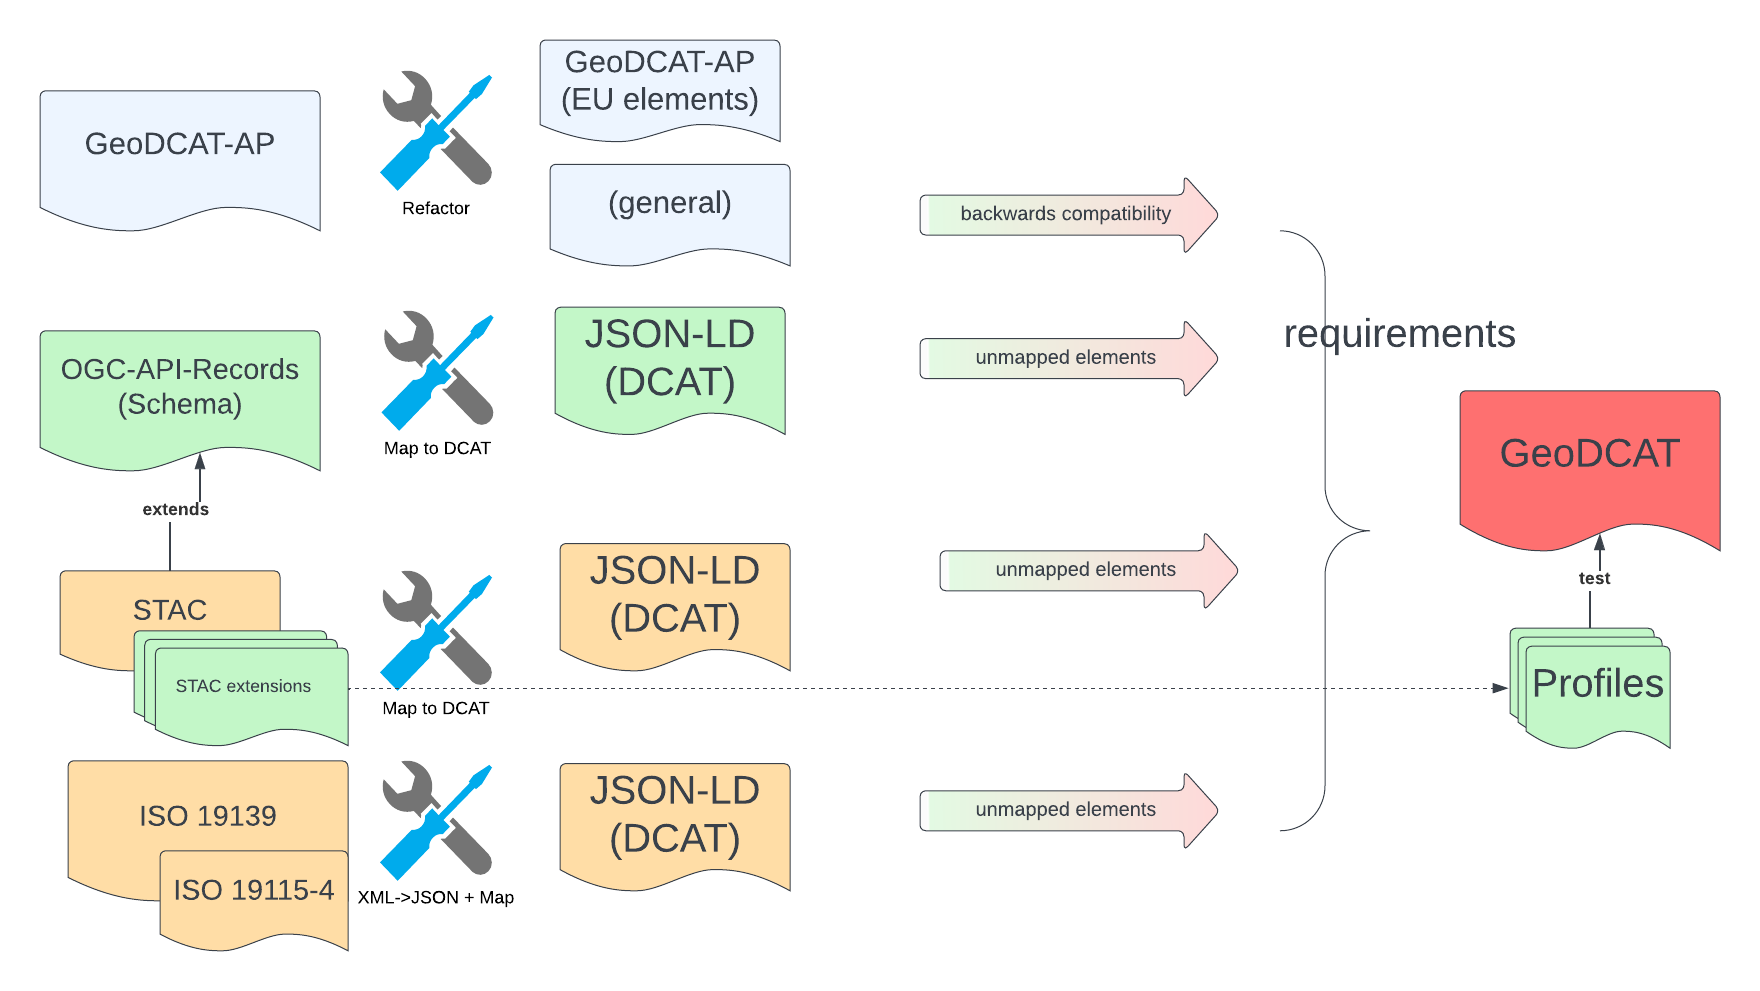 GeoDCAT-AP
Refactor
GeoDCAT-AP
(EU elements)
(general)
backwards compatibility
OGC-API-Records
(Schema)
Map to DCAT
JSON-LD
(DCAT)
unmapped elements
requirements
GeoDCAT
extends
test
STAC
STAC extensions
Map to DCAT
JSON-LD
(DCAT)
unmapped elements
Profiles
ISO 19139
ISO 19115-4
XML->JSON + Map
JSON-LD
(DCAT)
unmapped elements